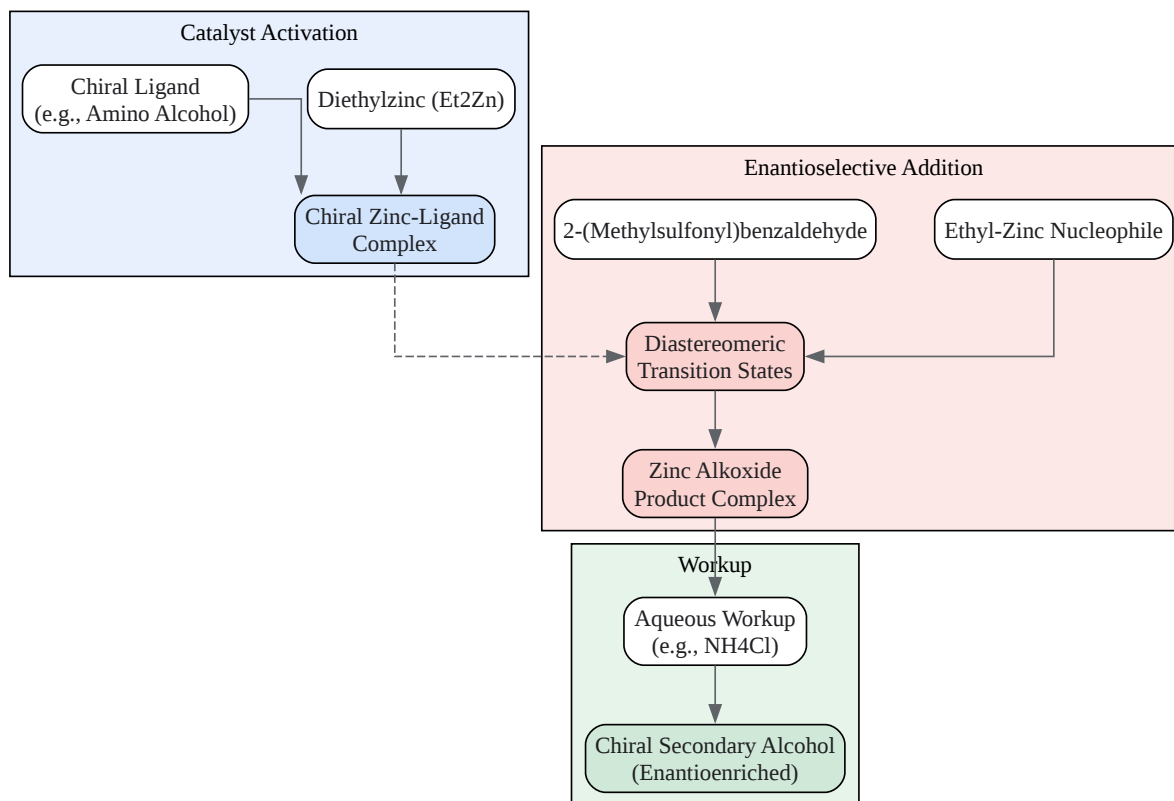 Catalyst Activation
Chiral Ligand
(e.g., Amino Alcohol)
Diethylzinc (Et2Zn)
Chiral Zinc-Ligand
Complex
Enantioselective Addition
2-(Methylsulfonyl)benzaldehyde
Ethyl-Zinc Nucleophile
Diastereomeric
Transition States
Zinc Alkoxide
Product Complex
Workup
Aqueous Workup
(e.g., NH4Cl)
Chiral Secondary Alcohol
(Enantioenriched)